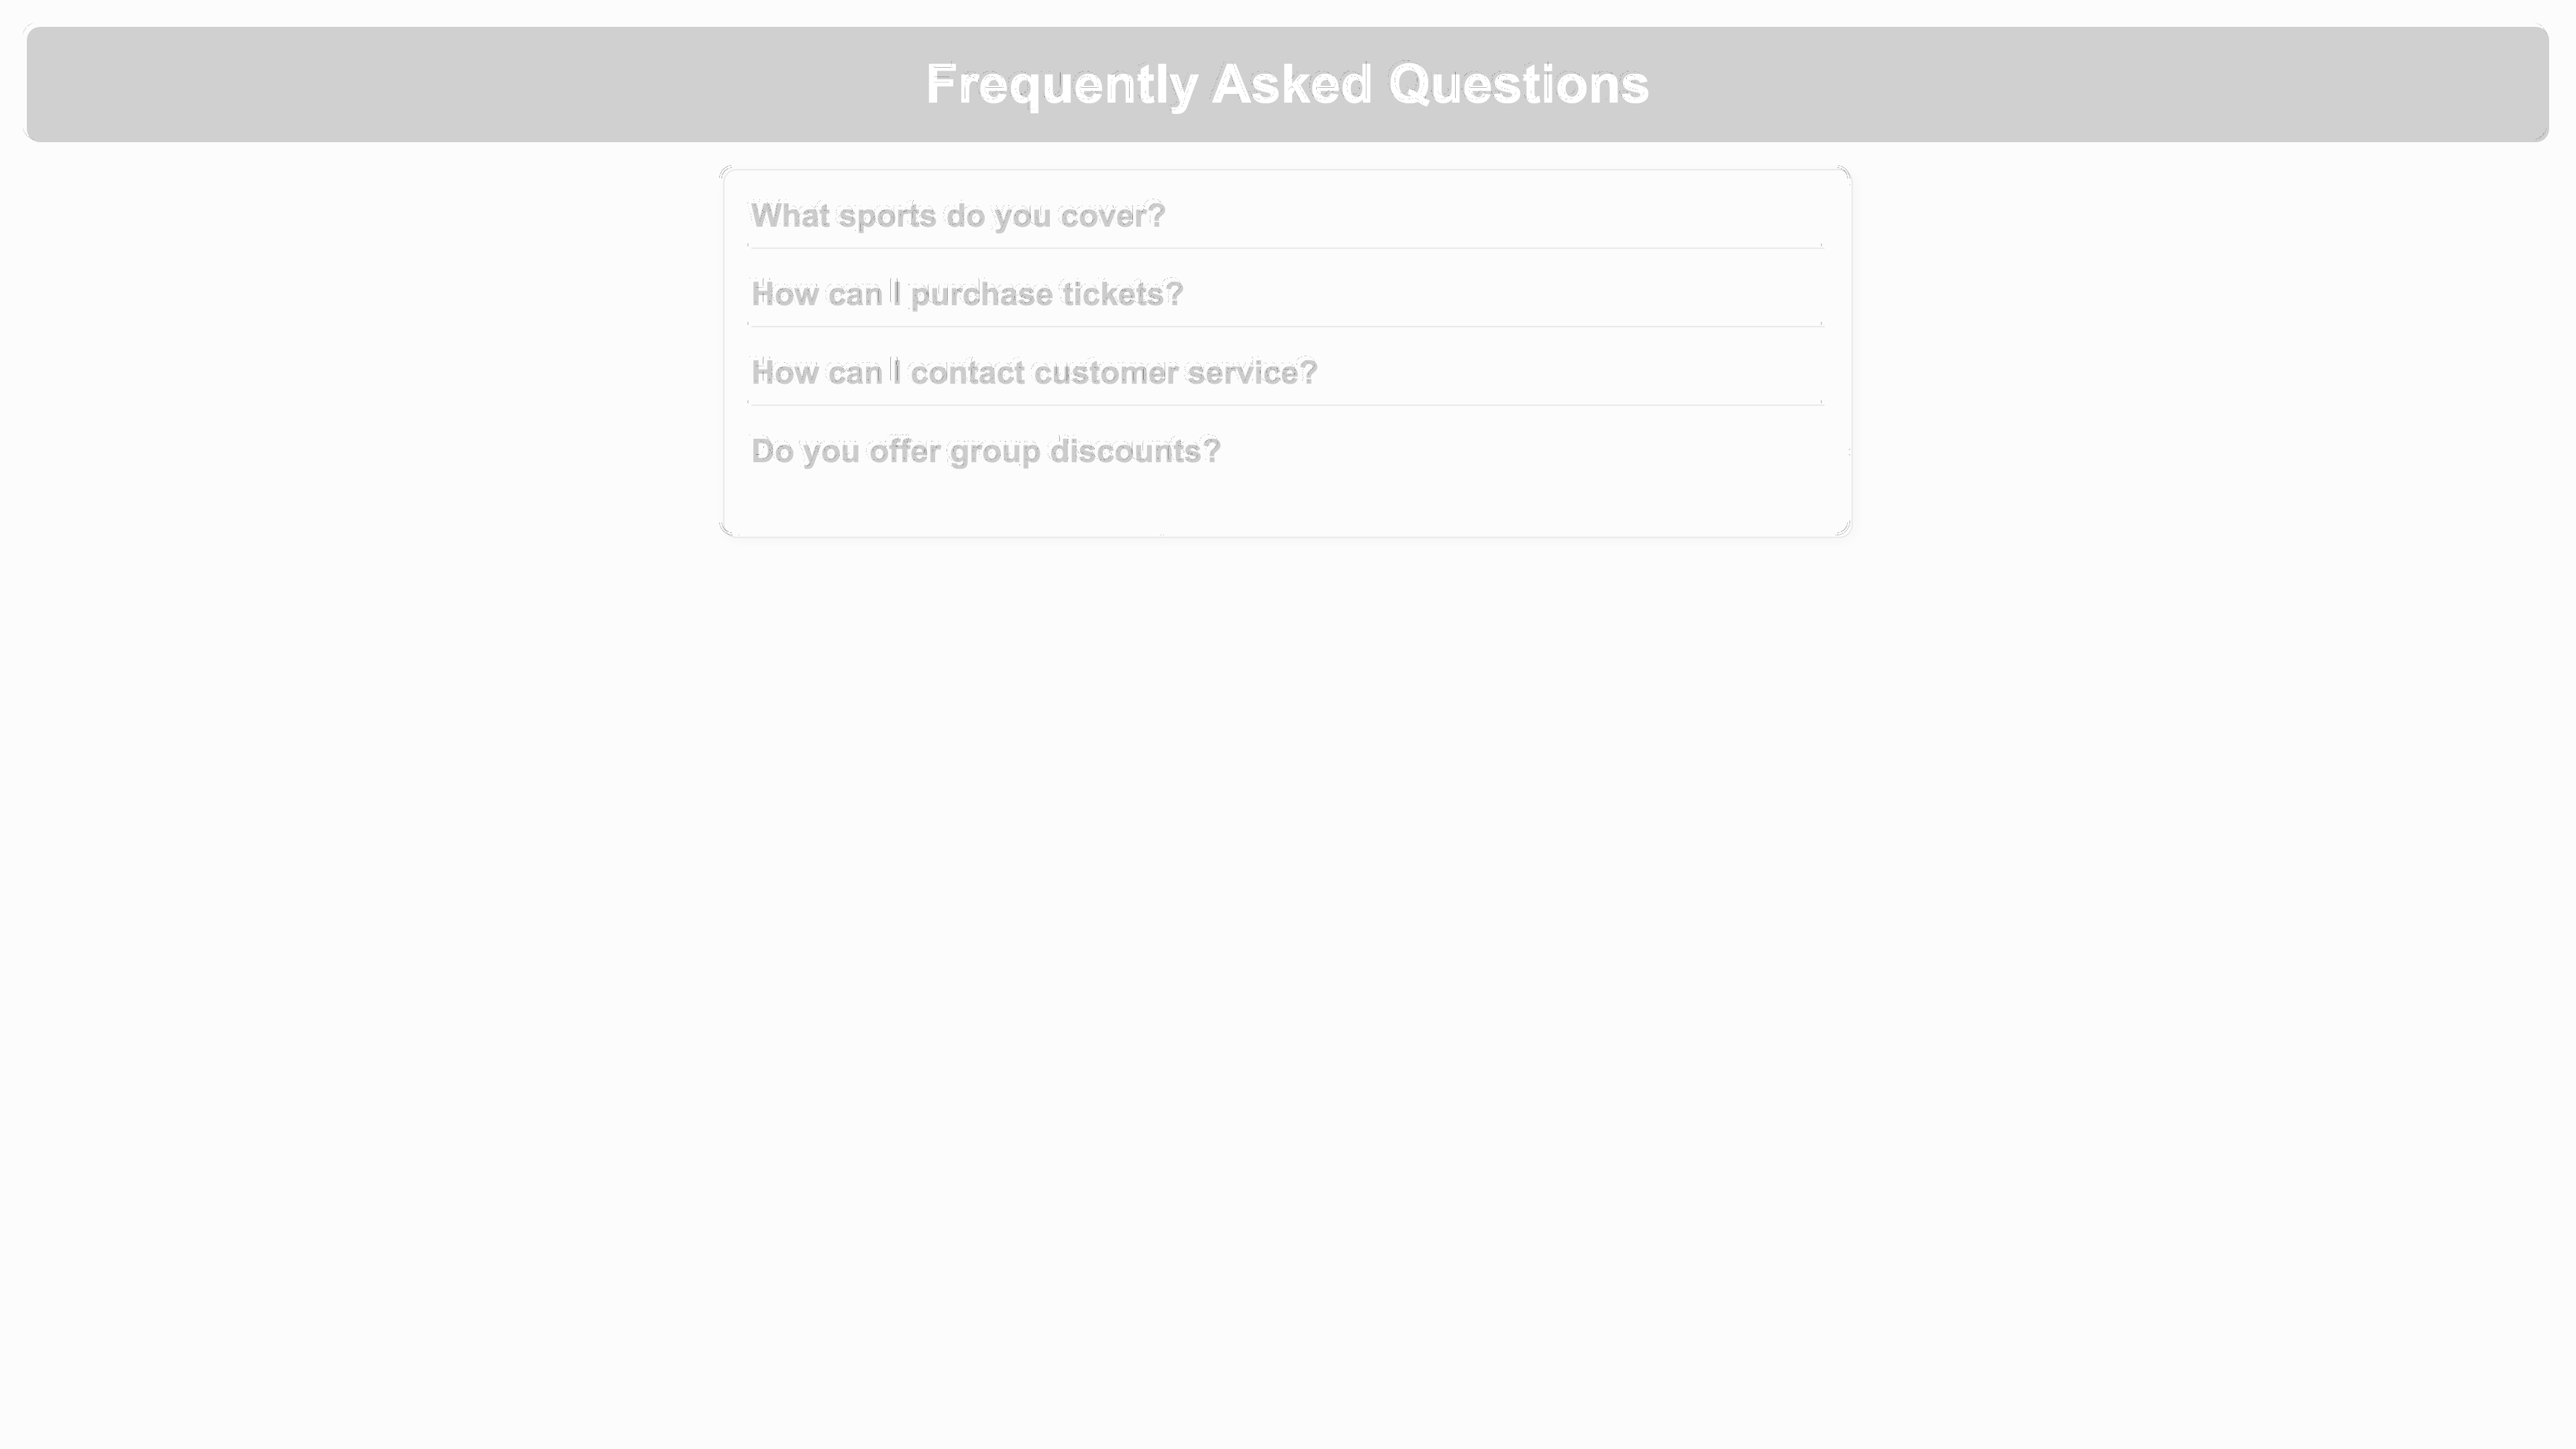 Frequently Asked Questions
What sports do you cover?
How can I purchase tickets?
How can I contact customer service?
Do you offer group discounts?